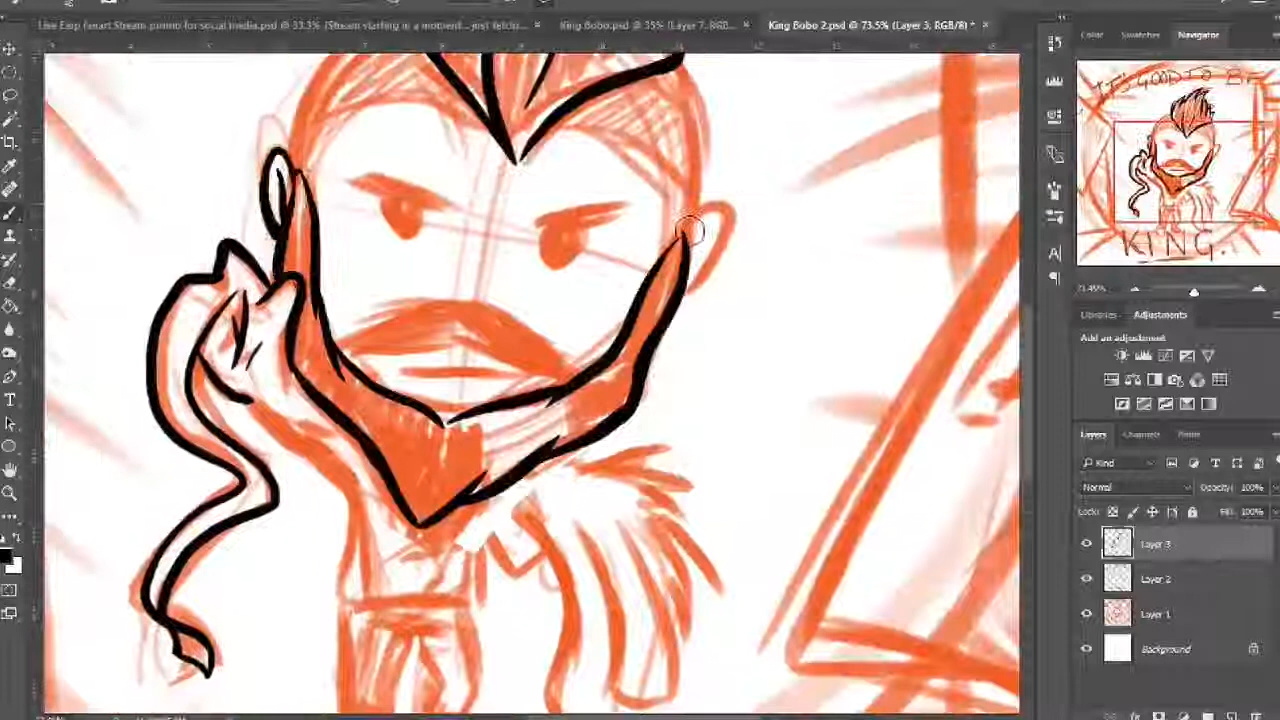 King Bobo.psd @ 35% (Layer 7, RGB...
King Bobo 2.psd @ 73.5% (Layer 3, RGB/8) *
Color
Swatches
Navigator
IT'S GOOD TO BE
KING.
Libraries
Adjustments
Add an adjustment
Layers
Channels
Kind
Normal
Opacity: 100%
Lock:
Fill: 100%
Layer 3
Layer 2
Layer 1
Background